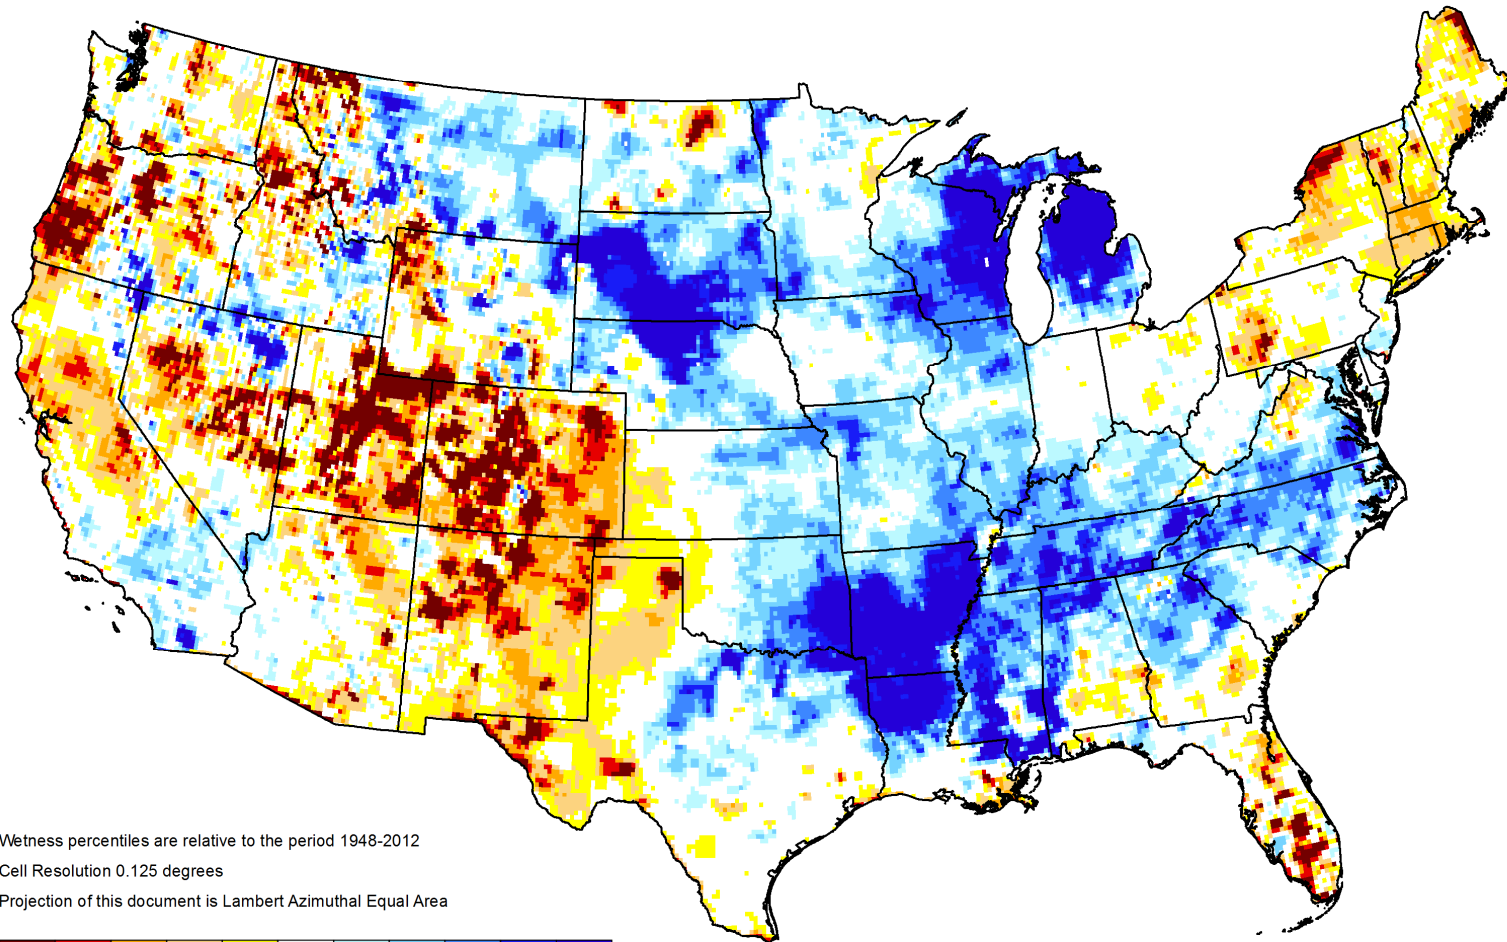 Wetness percentiles are relative to the period 1948-2012
Cell Resolution 0.125 degrees
Projection of this document is Lambert Azimuthal Equal Area